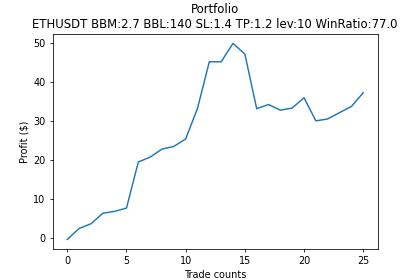 Portfolio
ETHUSDT BBM:2.7 BBL:140 SL:1.4 TP:1.2 lev:10 WinRatio:77.0
Profit ($)
50
40
30
20
10
0
0 5 10 15 20 25
Trade counts